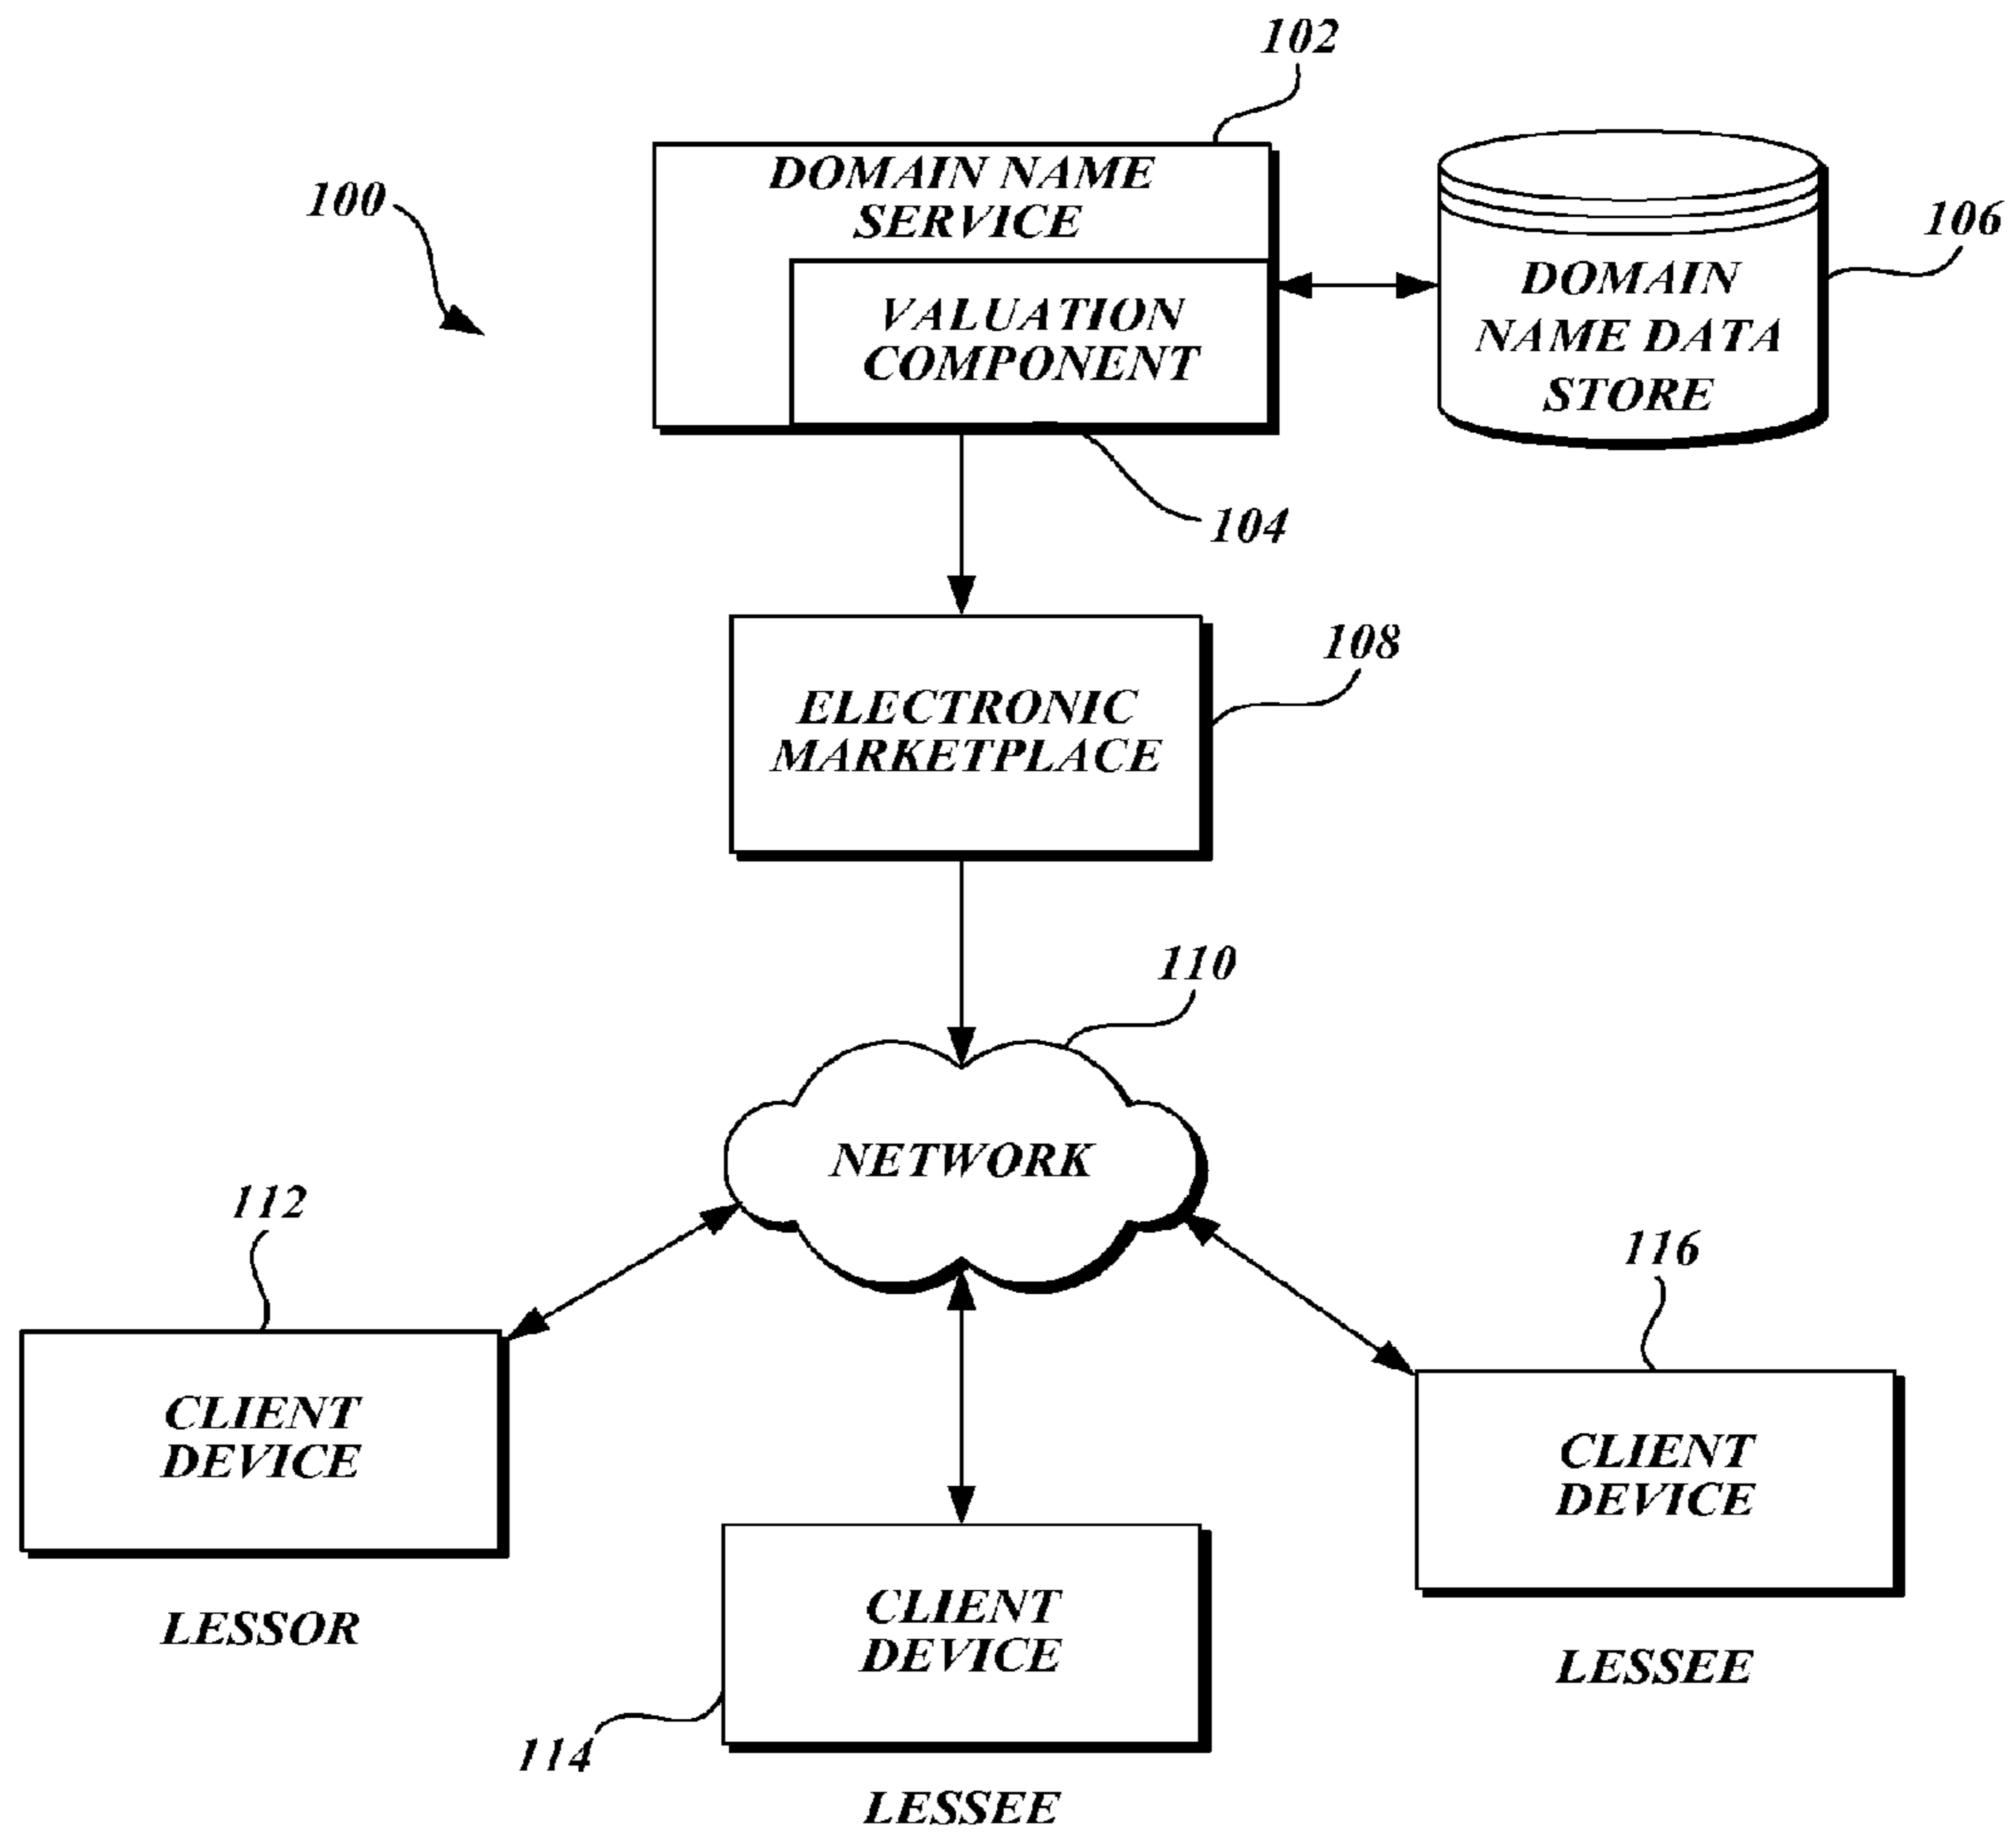 102
100
DOMAIN NAME
SERVICE
106
VALUATION
COMPONENT
DOMAIN
NAME DATA
STORE
104
108
ELECTRONIC
MARKETPLACE
110
NETWORK
112
116
CLIENT
DEVICE
LESSOR
CLIENT
DEVICE
LESSEE
114
CLIENT
DEVICE
LESSEE